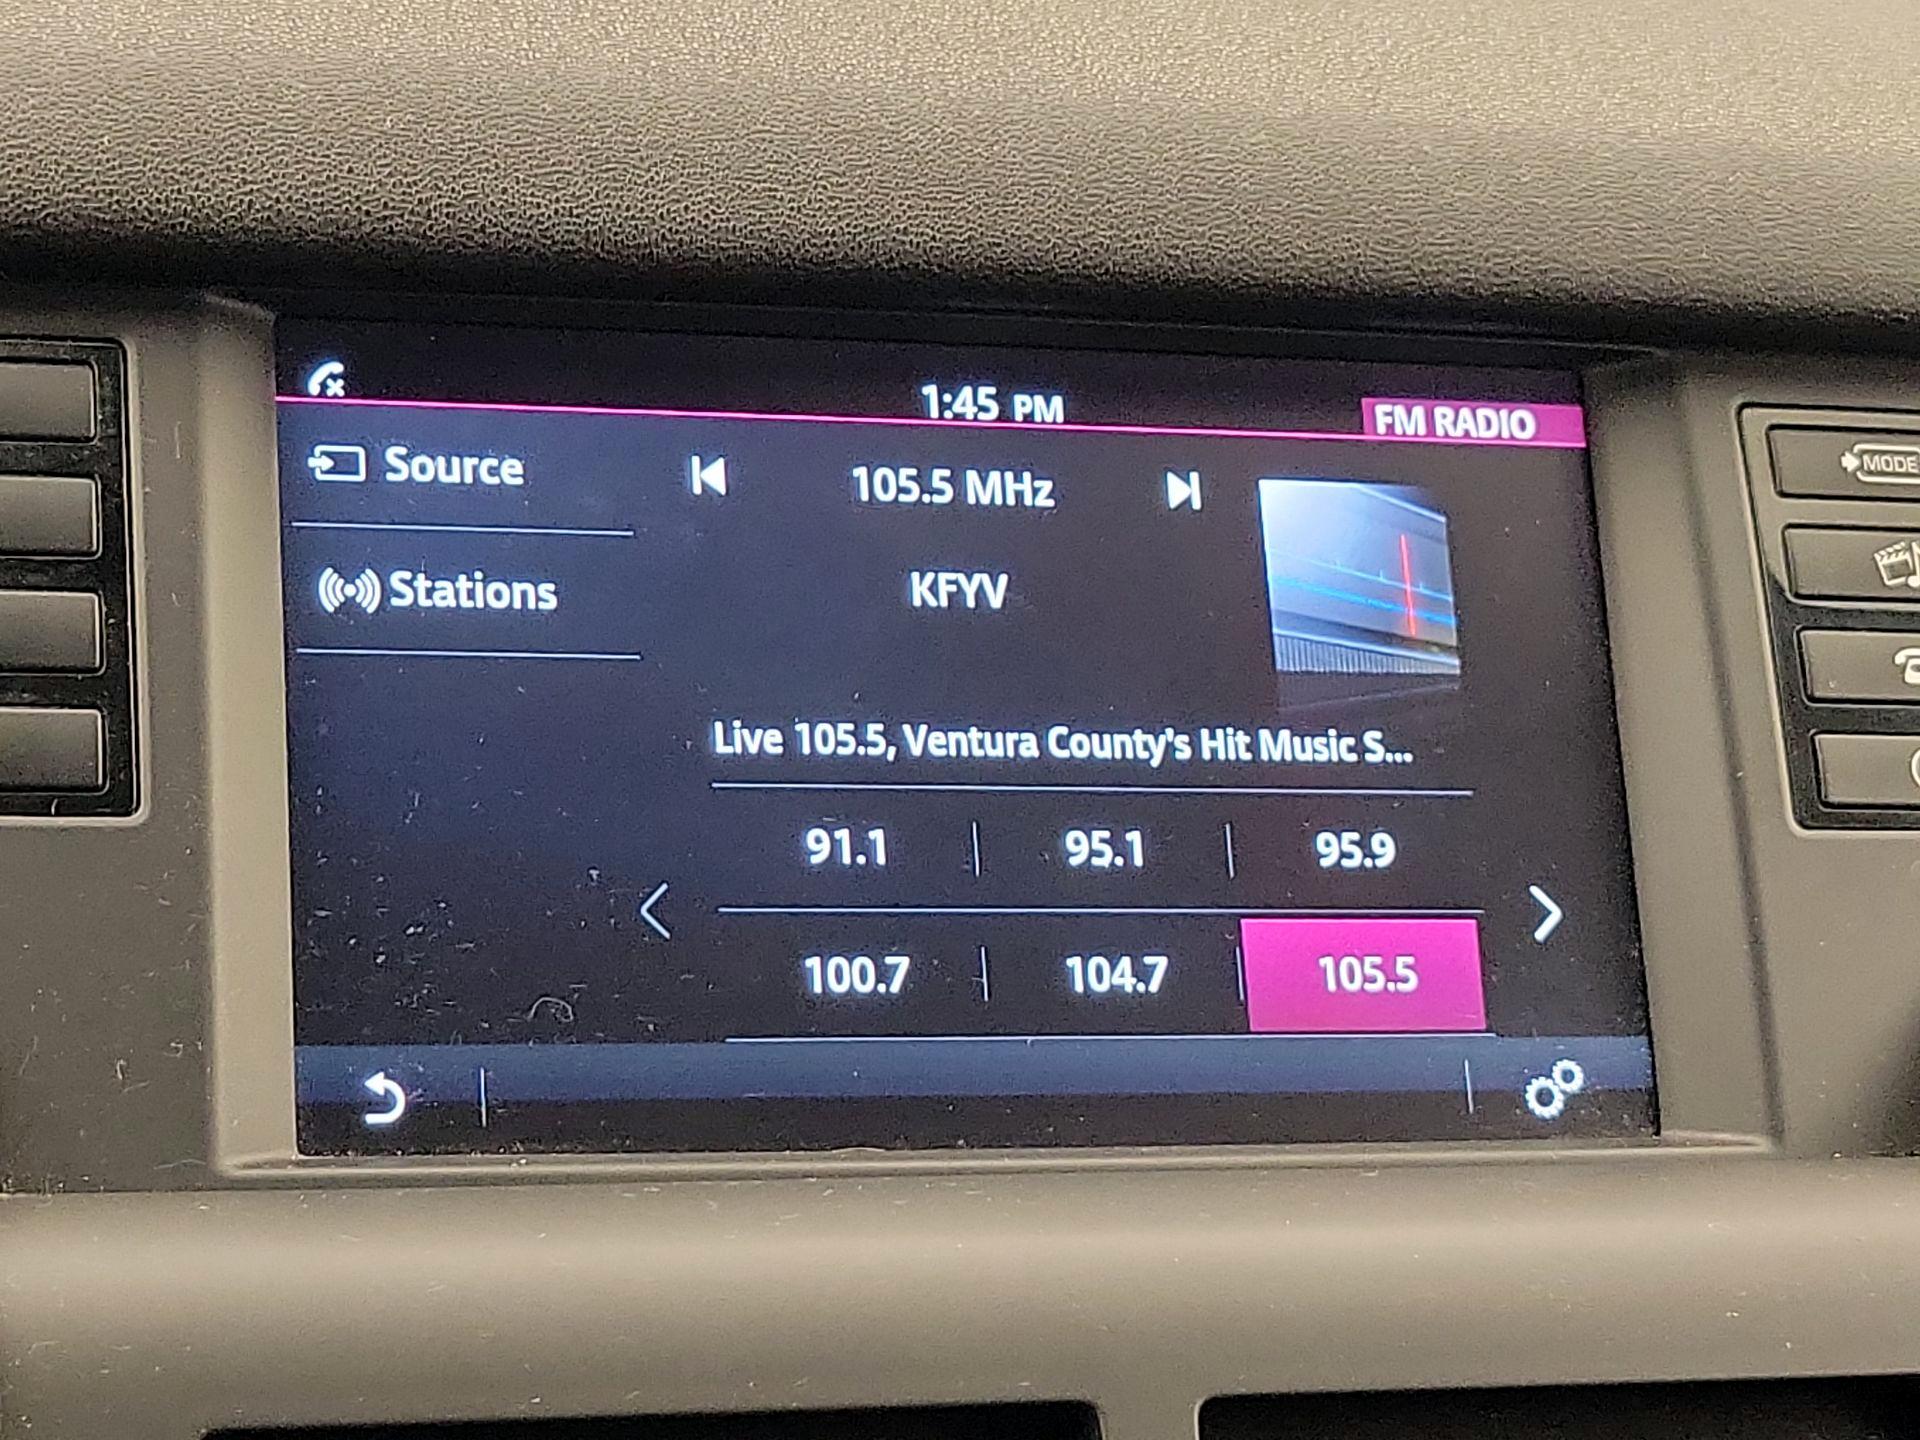 1:45 PM
FM RADIO
Source
105.5 MHz
Stations
KFYV
Live 105.5, Ventura County's Hit Music S...
91.1
95.1
95.9
100.7
104.7
105.5
MODE